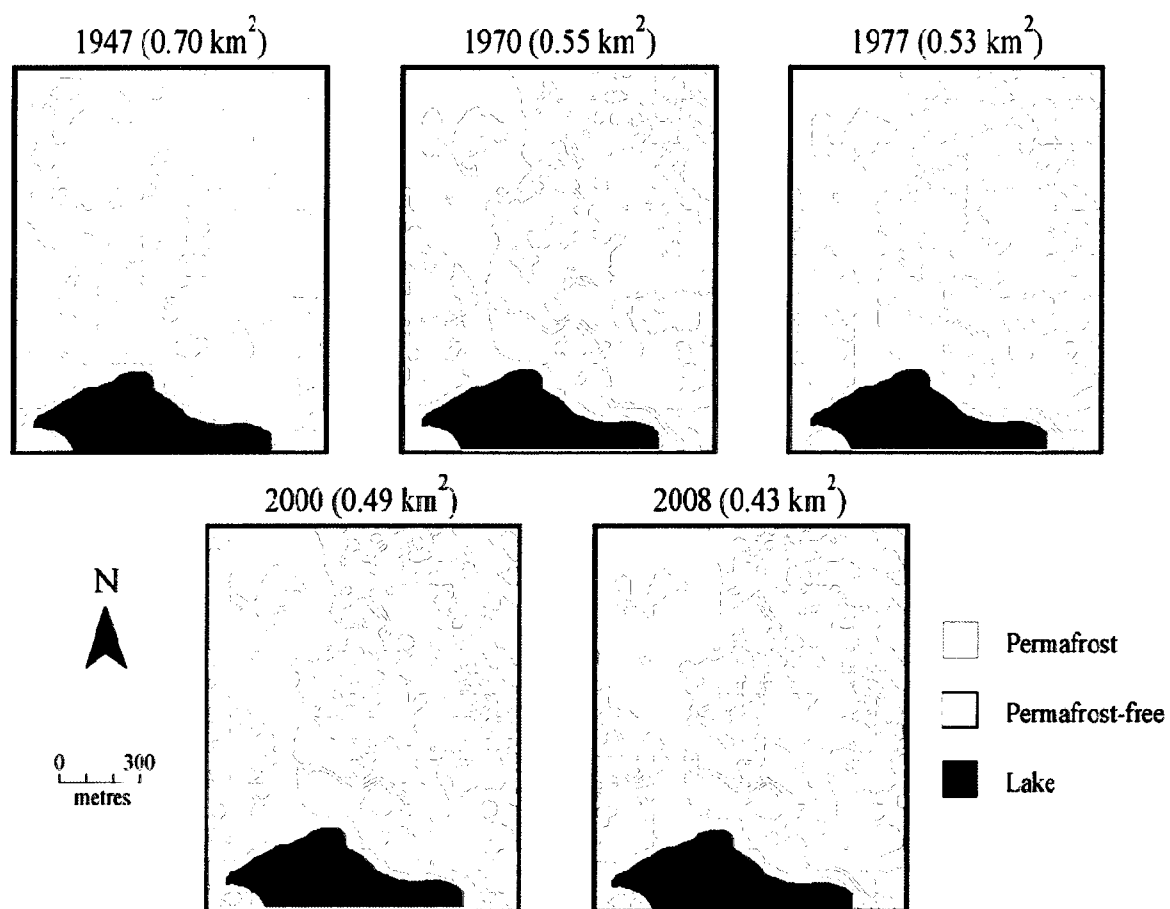 1947 (0.70 km²)
1970 (0.55 km²)
1977 (0.53 km²)
2000 (0.49 km²)
2008 (0.43 km²)
N
0 300
metres
Permafrost
Permafrost-free
Lake